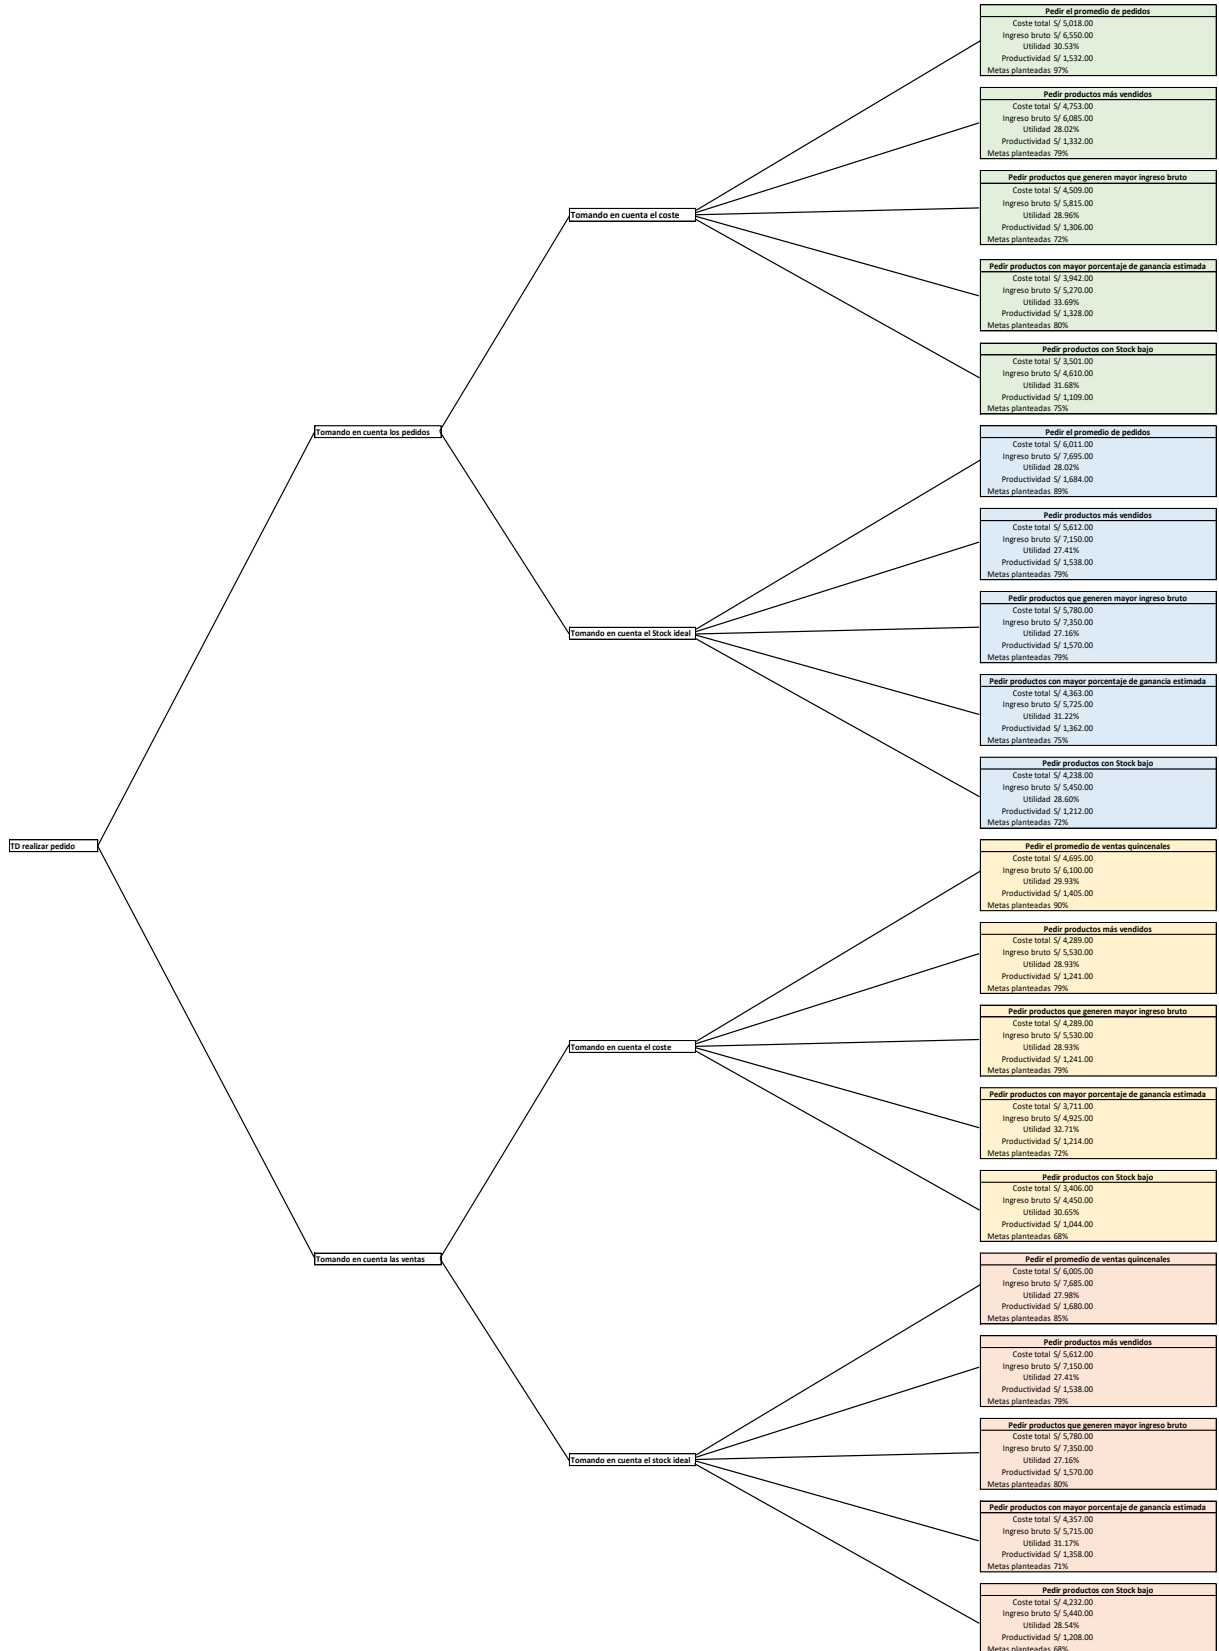 Pedir el promedio de pedidos
Coste total S/ 5,018.00
Ingreso bruto S/ 6,550.00
Utilidad 30.53%
Productividad S/ 1,532.00
Metas planteadas 97%
Pedir productos más vendidos
Coste total S/ 4,753.00
Ingreso bruto S/ 6,085.00
Utilidad 28.02%
Productividad S/ 1,332.00
Metas planteadas 79%
Pedir productos que generen mayor ingreso bruto
Coste total S/ 4,509.00
Ingreso bruto S/ 5,815.00
Utilidad 28.96%
Productividad S/ 1,306.00
Metas planteadas 72%
Tomando en cuenta el coste
Pedir productos con mayor porcentaje de ganancia estimada
Coste total S/ 3,942.00
Ingreso bruto S/ 5,270.00
Utilidad 33.69%
Productividad S/ 1,328.00
Metas planteadas 80%
Pedir productos con Stock bajo
Coste total S/ 3,501.00
Ingreso bruto S/ 4,610.00
Utilidad 31.68%
Productividad S/ 1,109.00
Metas planteadas 75%
Tomando en cuenta los pedidos
Pedir el promedio de pedidos
Coste total S/ 6,011.00
Ingreso bruto S/ 7,695.00
Utilidad 28.02%
Productividad S/ 1,684.00
Metas planteadas 89%
Pedir productos más vendidos
Coste total S/ 5,612.00
Ingreso bruto S/ 7,150.00
Utilidad 27.41%
Productividad S/ 1,538.00
Metas planteadas 79%
Pedir productos que generen mayor ingreso bruto
Coste total S/ 5,780.00
Ingreso bruto S/ 7,350.00
Utilidad 27.16%
Productividad S/ 1,570.00
Metas planteadas 79%
Tomando en cuenta el Stock ideal
Pedir productos con mayor porcentaje de ganancia estimada
Coste total S/ 4,363.00
Ingreso bruto S/ 5,725.00
Utilidad 31.22%
Productividad S/ 1,362.00
Metas planteadas 75%
Pedir productos con Stock bajo
Coste total S/ 4,238.00
Ingreso bruto S/ 5,450.00
Utilidad 28.60%
Productividad S/ 1,212.00
Metas planteadas 72%
TD realizar pedido
Pedir el promedio de ventas quincenales
Coste total S/ 4,695.00
Ingreso bruto S/ 6,100.00
Utilidad 29.93%
Productividad S/ 1,405.00
Metas planteadas 90%
Pedir productos más vendidos
Coste total S/ 4,289.00
Ingreso bruto S/ 5,530.00
Utilidad 28.93%
Productividad S/ 1,241.00
Metas planteadas 79%
Pedir productos que generen mayor ingreso bruto
Coste total S/ 4,289.00
Ingreso bruto S/ 5,530.00
Utilidad 28.93%
Productividad S/ 1,241.00
Metas planteadas 79%
Tomando en cuenta el coste
Pedir productos con mayor porcentaje de ganancia estimada
Coste total S/ 3,711.00
Ingreso bruto S/ 4,925.00
Utilidad 32.71%
Productividad S/ 1,214.00
Metas planteadas 72%
Pedir productos con Stock bajo
Coste total S/ 3,406.00
Ingreso bruto S/ 4,450.00
Utilidad 30.65%
Productividad S/ 1,044.00
Metas planteadas 68%
Tomando en cuenta las ventas
Pedir el promedio de ventas quincenales
Coste total S/ 6,005.00
Ingreso bruto S/ 7,685.00
Utilidad 27.98%
Productividad S/ 1,680.00
Metas planteadas 85%
Pedir productos más vendidos
Coste total S/ 5,612.00
Ingreso bruto S/ 7,150.00
Utilidad 27.41%
Productividad S/ 1,538.00
Metas planteadas 79%
Pedir productos que generen mayor ingreso bruto
Coste total S/ 5,780.00
Ingreso bruto S/ 7,350.00
Utilidad 27.16%
Productividad S/ 1,570.00
Metas planteadas 80%
Tomando en cuenta el stock ideal
Pedir productos con mayor porcentaje de ganancia estimada
Coste total S/ 4,357.00
Ingreso bruto S/ 5,715.00
Utilidad 31.17%
Productividad S/ 1,358.00
Metas planteadas 71%
Pedir productos con Stock bajo
Coste total S/ 4,232.00
Ingreso bruto S/ 5,440.00
Utilidad 28.54%
Productividad S/ 1,208.00
Metas planteadas 68%